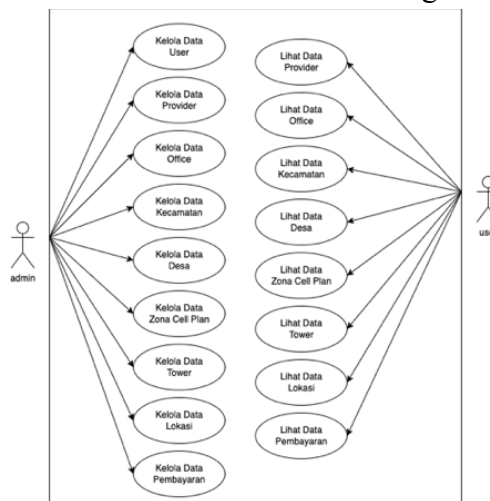 Kelola Data
User
Kelola Data
Provider
Kelola Data
Office
Kelola Data
Kecamatan
Kelola Data
Desa
Kelola Data
Zona Cell Plan
Kelola Data
Tower
Kelola Data
Lokasi
Kelola Data
Pembayaran
Lihat Data
Provider
Lihat Data
Office
Lihat Data
Kecamatan
Lihat Data
Desa
Lihat Data
Zona Cell Plan
Lihat Data
Tower
Lihat Data
Lokasi
Lihat Data
Pembayaran
admin